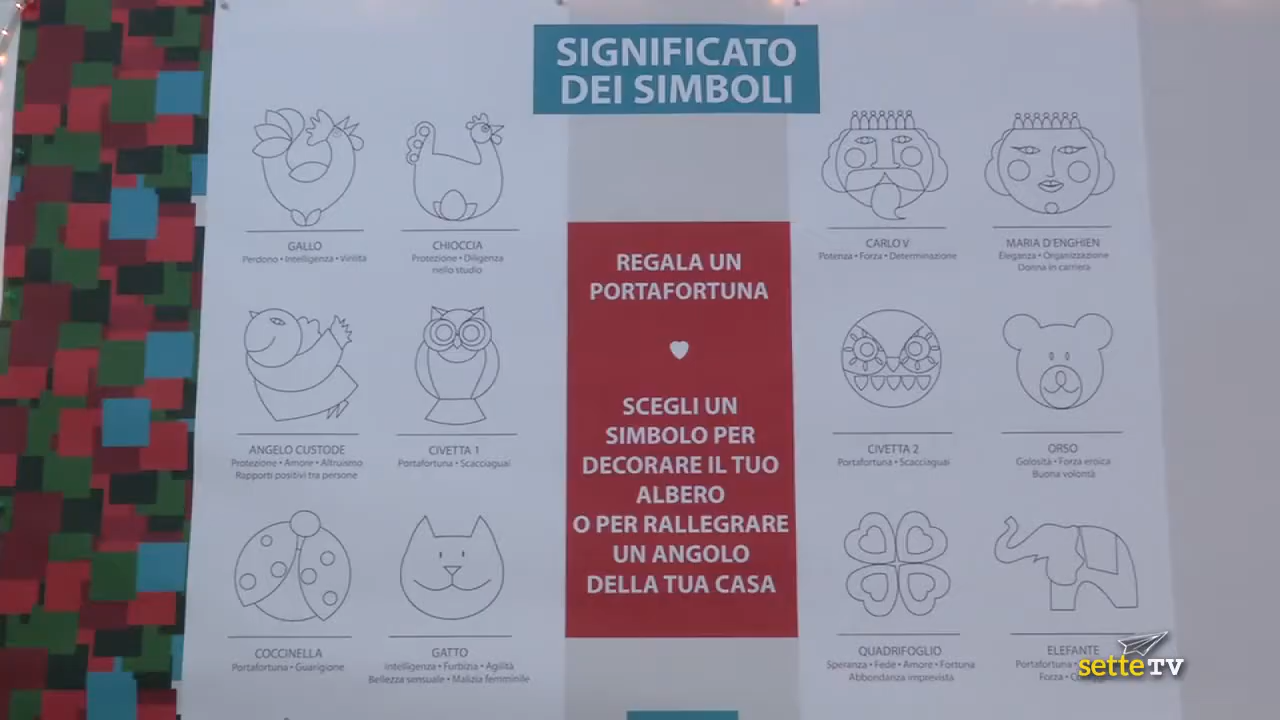 SIGNIFICATO
DEI SIMBOLI
GALLO
Perdono • Intelligenza • Virilità
CHIOCCIA
Protezione • Diligenza
nello studio
CARLO V
Potenza • Forza • Determinazione
MARIA D'ENGHIEN
Eleganza • Organizzazione
Donna in carriera
REGALA UN
PORTAFORTUNA
SCEGLI UN
SIMBOLO PER
DECORARE IL TUO
ALBERO
O PER RALLEGRARE
UN ANGOLO
DELLA TUA CASA
ANGELO CUSTODE
Protezione • Amore • Altruismo
Rapporti positivi tra persone
CIVETTA 1
Portafortuna • Scacciaguai
CIVETTA 2
Portafortuna • Scacciaguai
ORSO
Golosità • Forza eroica
Buona volontà
COCCINELLA
Portafortuna • Guarigione
GATTO
Intelligenza • Furbizia • Agilità
Bellezza sensuale • Malizia femminile
QUADRIFOGLIO
Speranza • Fede • Amore • Fortuna
Abbondanza imprevista
ELEFANTE
Portafortuna •
Forza •
setteTV